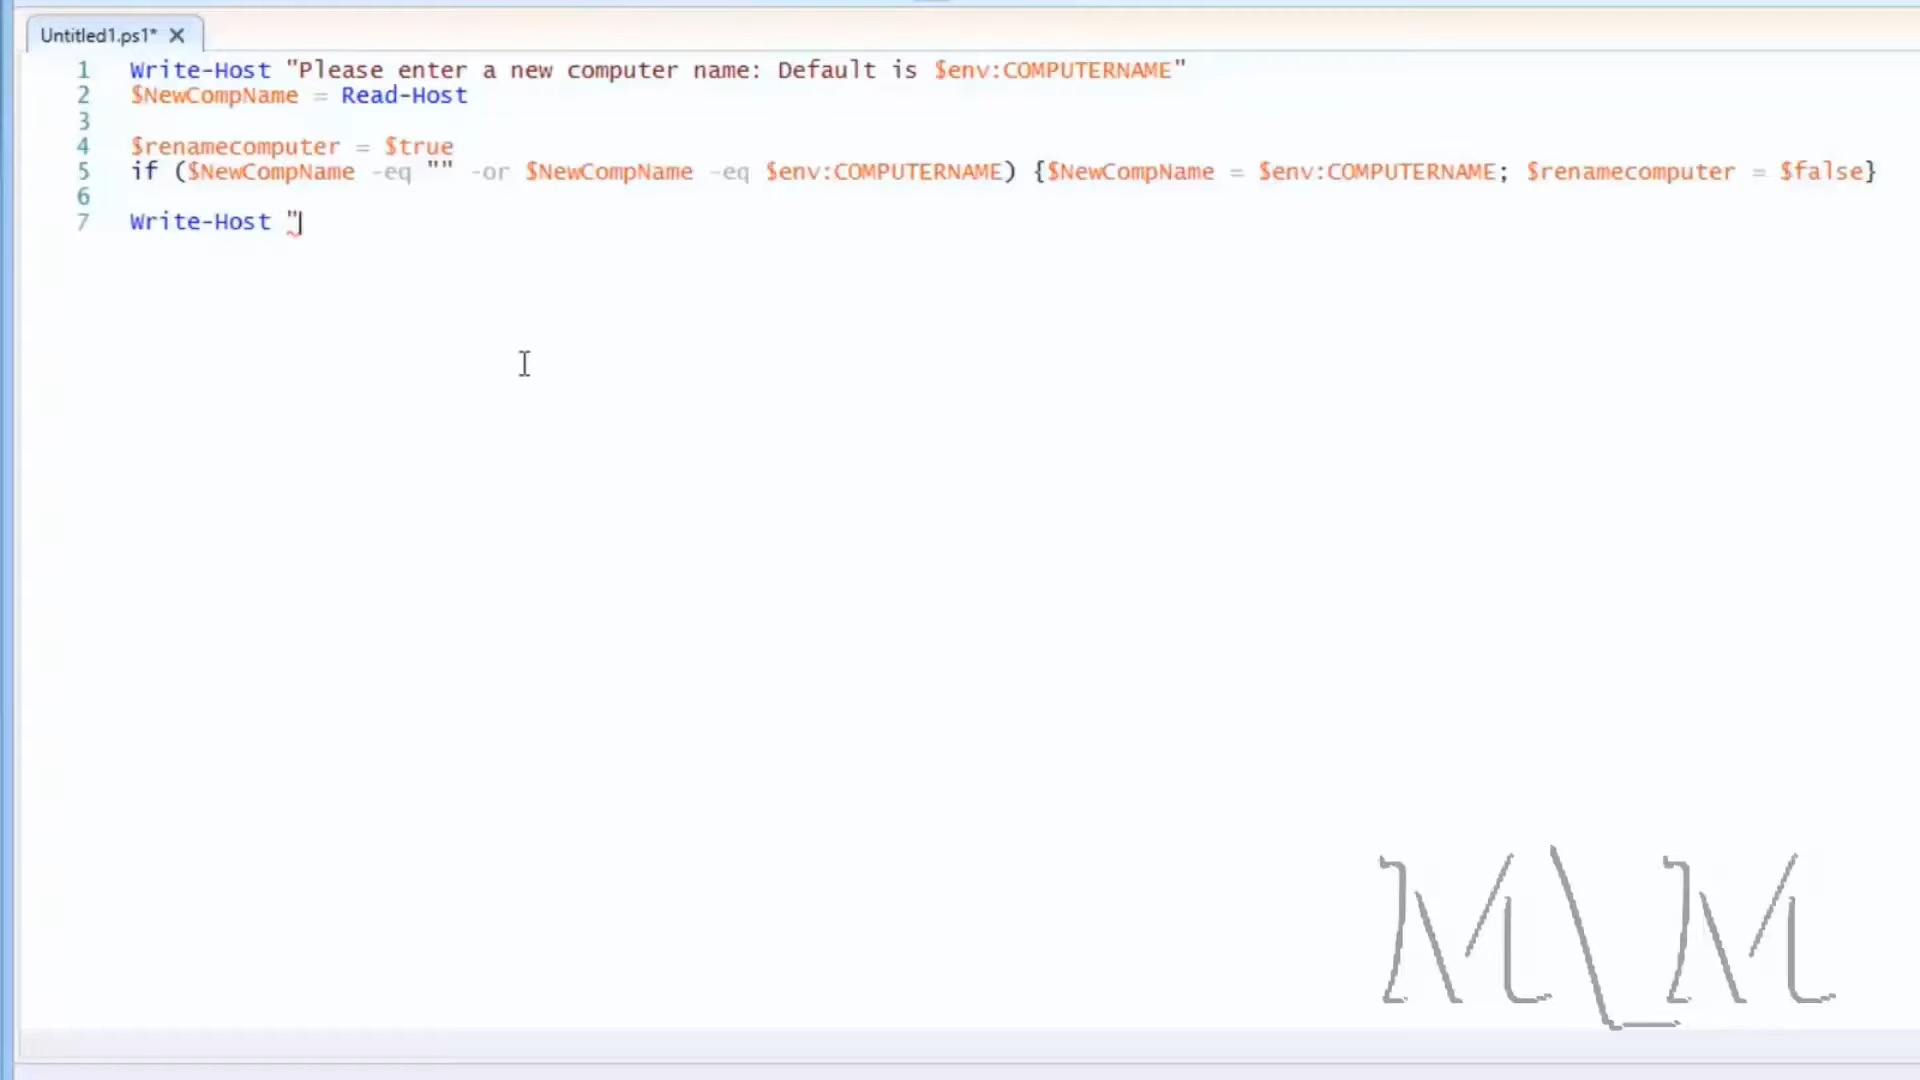 Untitled1.ps1*
1 Write-Host "Please enter a new computer name: Default is $env:COMPUTERNAME"
2 $NewCompName = Read-Host
3
4 $renamecomputer = $true
5 if ($NewCompName -eq "" -or $NewCompName -eq $env:COMPUTERNAME) {$NewCompName = $env:COMPUTERNAME; $renamecomputer = $false}
6
7 Write-Host "
M\_M